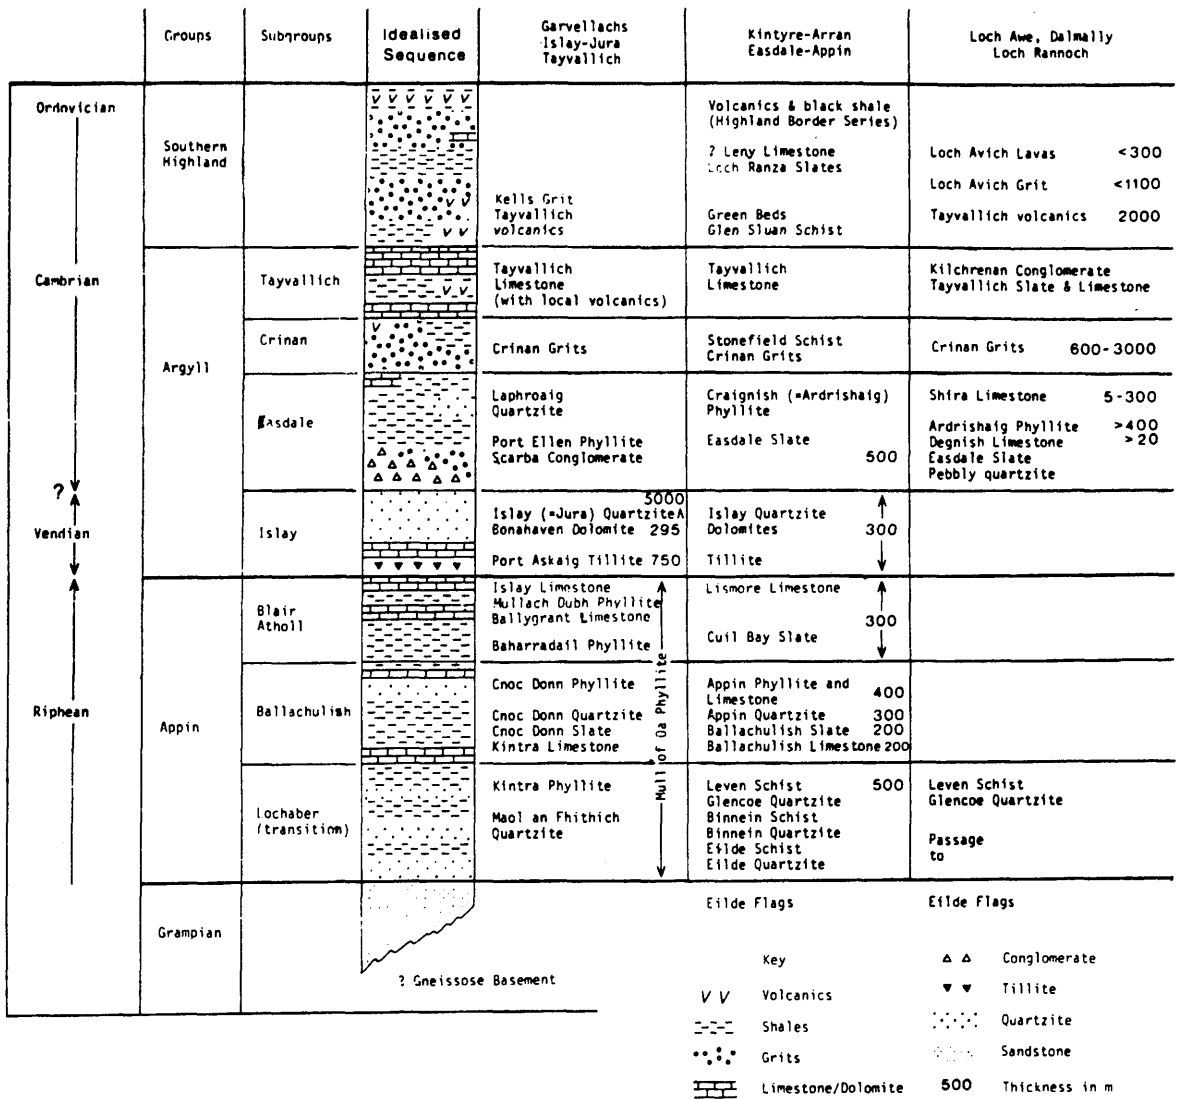 Groups
Subgroups
Idealised
Sequence
Garvellachs
Islay-Jura
Tayvallich
Kintyre-Arran
Easdale-Appin
Loch Awe, Dalmally
Loch Rannoch
Ordovician
Cambrian
?
Vendian
Riphean
Southern
Highland
Argyll
Appin
Grampian
Tayvallich
Crinan
Easdale
Islay
Blair
Atholl
Ballachulish
Lochaber
(transition)
Kells Grit
Tayvallich
volcanics
Volcanics & black shale
(Highland Border Series)
? Leny Limestone
Loch Ranza Slates
Green Beds
Glen Sluan Schist
Loch Avich Lavas <300
Loch Avich Grit <1100
Tayvallich volcanics 2000
Tayvallich
Limestone
(with local volcanics)
Tayvallich
Limestone
Kilchrenan Conglomerate
Tayvallich Slate & Limestone
Crinan Grits
Stonefield Schist
Crinan Grits
Crinan Grits 600-3000
Laphroaig
Quartzite
Port Ellen Phyllite
Scarba Conglomerate
Craignish (=Ardrishaig)
Phyllite
Easdale Slate
500
Shira Limestone 5-300
Ardrishaig Phyllite >400
Degnish Limestone >20
Easdale Slate
Pebbly quartzite
5000
Islay (=Jura) Quartzite
Bonahaven Dolomite 295
Port Askaig Tillite 750
Islay Quartzite
Dolomites 300
Tillite
Islay Limestone
Mullach Dubh Phyllite
Ballygrant Limestone
Baharradail Phyllite
Mull of Oa Phyllite
Lismore Limestone
300
Cuil Bay Slate
Cnoc Donn Phyllite
Cnoc Donn Quartzite
Cnoc Donn Slate
Kintra Limestone
Appin Phyllite and
Limestone 400
Appin Quartzite 300
Ballachulish Slate 200
Ballachulish Limestone 200
Kintra Phyllite
Maol an Fhithich
Quartzite
Leven Schist 500
Glencoe Quartzite
Binnein Schist
Binnein Quartzite
Eilde Schist
Eilde Quartzite
Leven Schist
Glencoe Quartzite
Passage
to
Eilde Flags
Eilde Flags
? Gneissose Basement
Key
V V Volcanics
Shales
Grits
Limestone/Dolomite
Conglomerate
Tillite
Quartzite
Sandstone
500 Thickness in m